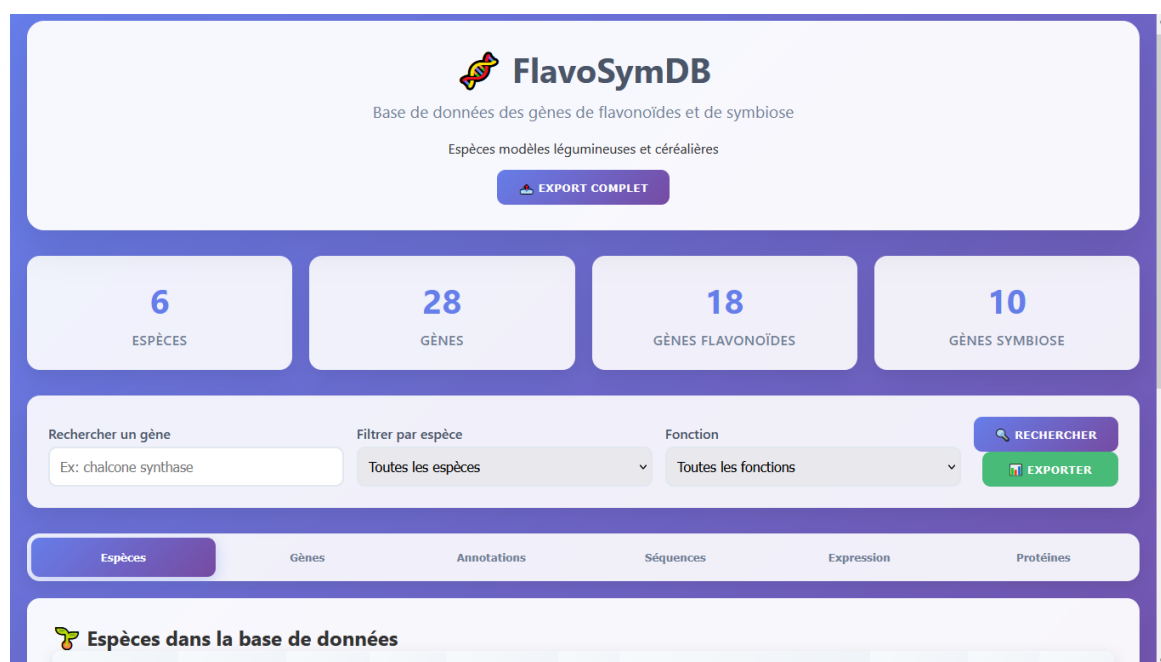 FlavoSymDB
Base de données des gènes de flavonoïdes et de symbiose
Espèces modèles légumineuses et céréalières
EXPORT COMPLET
6
ESPÈCES
28
GÈNES
18
GÈNES FLAVONOÏDES
10
GÈNES SYMBIOSE
Rechercher un gène
Ex: chalcone synthase
Filtrer par espèce
Toutes les espèces
Fonction
Toutes les fonctions
RECHERCHER
EXPORTER
Espèces Gènes Annotations Séquences Expression Protéines
Espèces dans la base de données